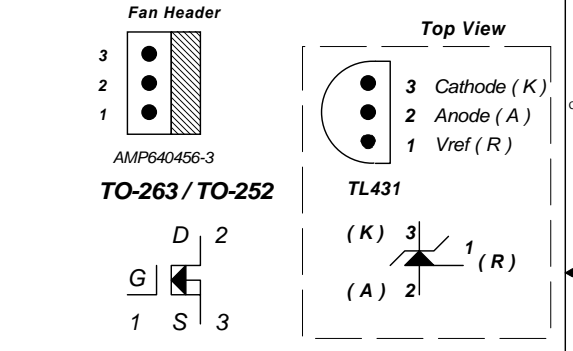 Fan Header
3
2
1
AMP640456-3
TO-263 / TO-252
D 2
G
1 S 3
Top View
3 Cathode ( K )
2 Anode ( A )
1 Vref ( R )
TL431
( K ) 3
1 ( R )
( A ) 2